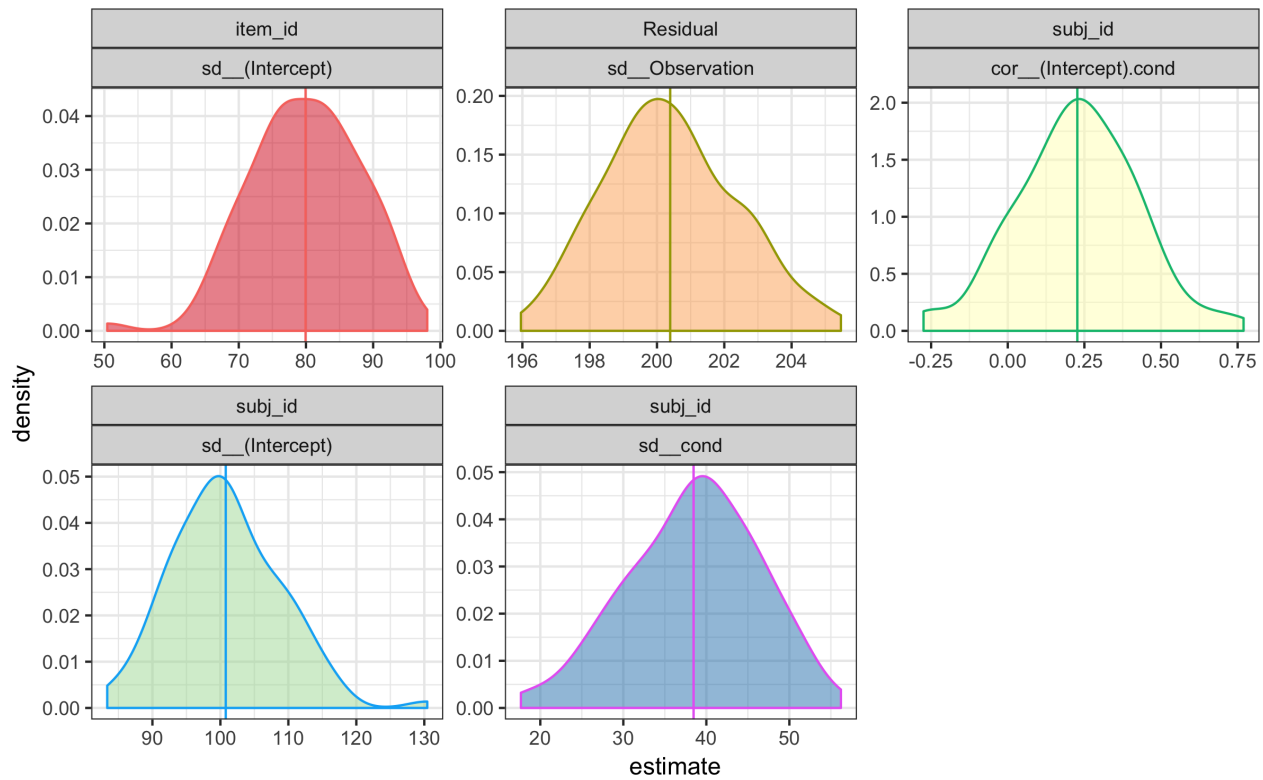 item_id
sd__(Intercept)
0.04
0.03
0.02
0.01
0.00
50 60 70 80 90 100
Residual
sd__Observation
0.20
0.15
0.10
0.05
0.00
196 198 200 202 204
subj_id
cor__(Intercept).cond
2.0
1.5
1.0
0.5
0.0
-0.25 0.00 0.25 0.50 0.75
density
subj_id
sd__(Intercept)
0.05
0.04
0.03
0.02
0.01
0.00
90 100 110 120 130
subj_id
sd__cond
0.05
0.04
0.03
0.02
0.01
0.00
20 30 40 50
estimate